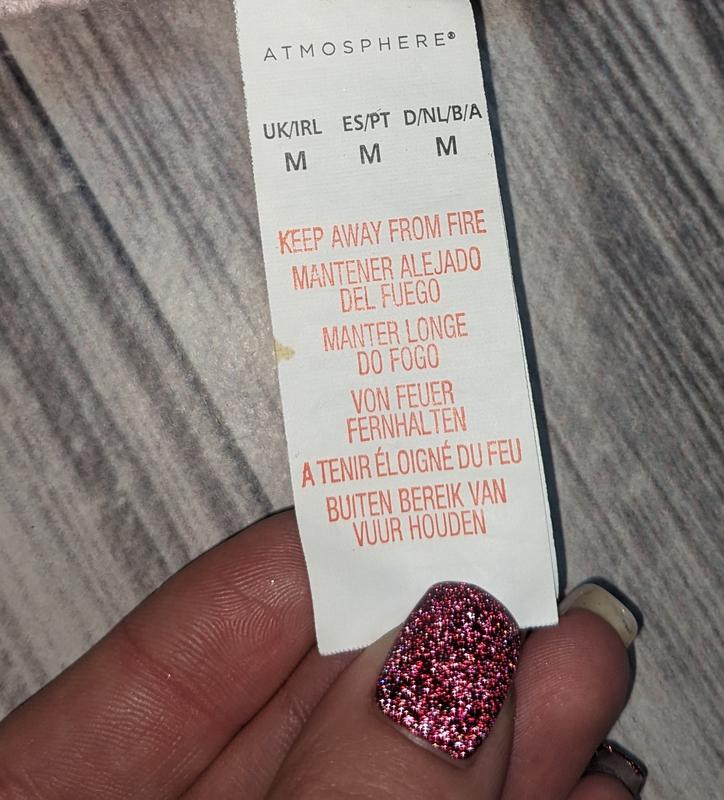 ATMOSPHERE®
UK/IRL ES/PT D/NL/B/A
M M M
KEEP AWAY FROM FIRE
MANTENER ALEJADO
DEL FUEGO
MANTER LONGE
DO FOGO
VON FEUER
FERNHALTEN
A TENIR ÉLOIGNÉ DU FEU
BUITEN BEREIK VAN
VUUR HOUDEN